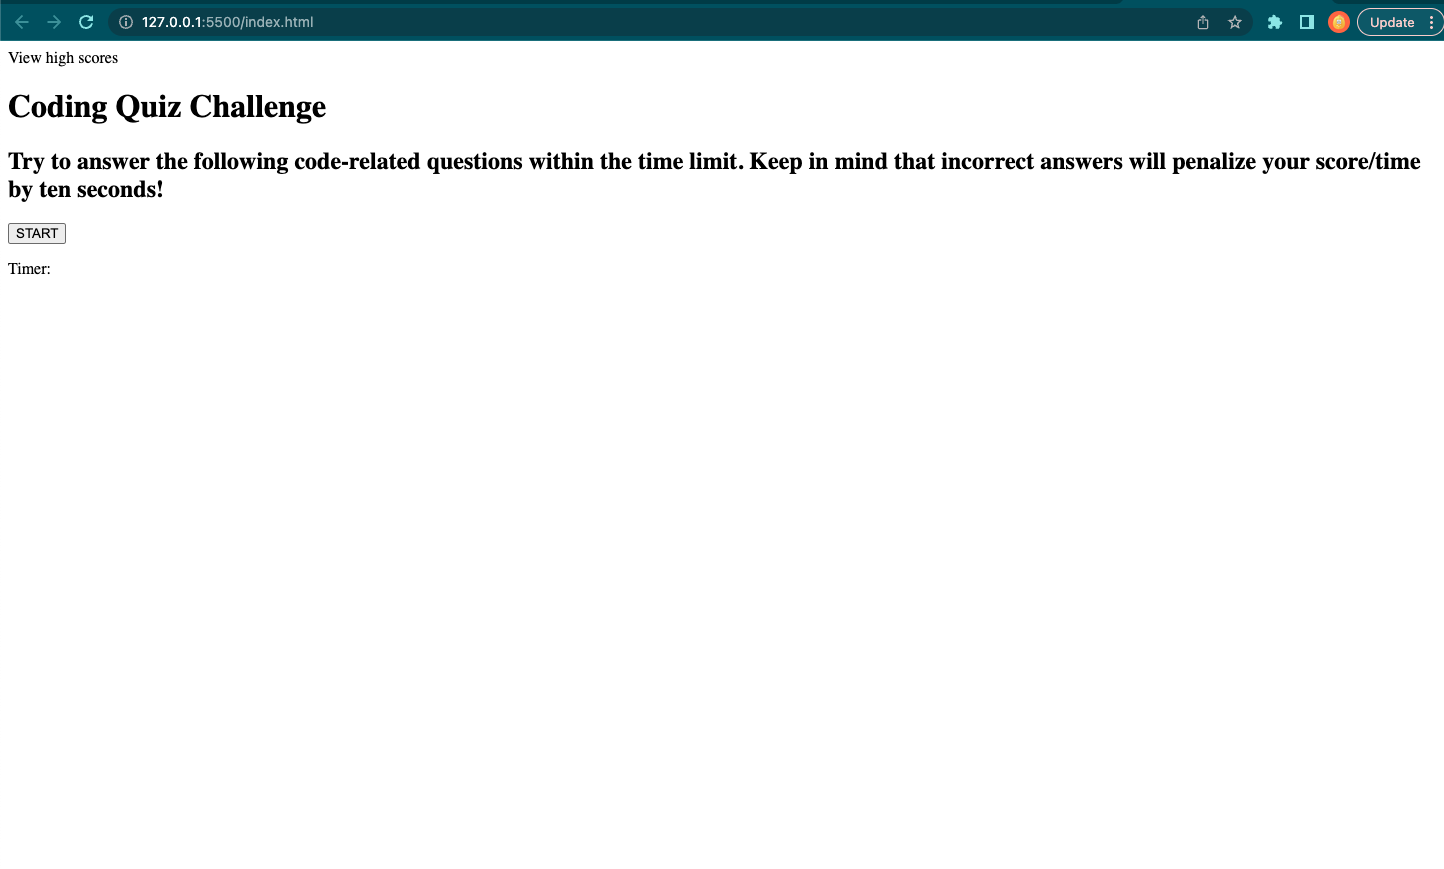 127.0.0.1:5500/index.html
Update
View high scores
Coding Quiz Challenge
Try to answer the following code-related questions within the time limit. Keep in mind that incorrect answers will penalize your score/time
by ten seconds!
START
Timer: